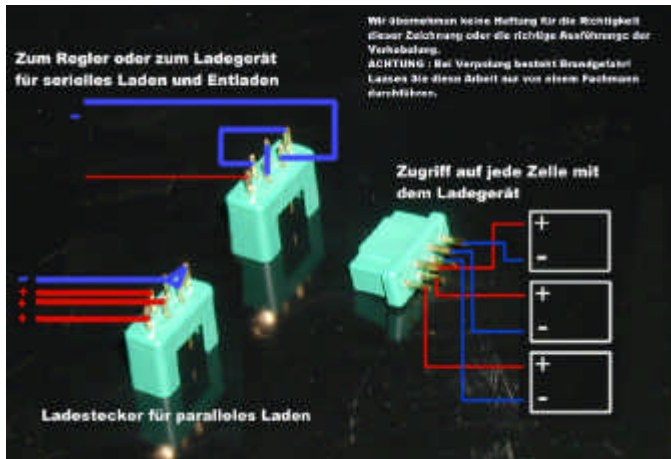 Wir übernehmen keine Haftung für die Richtigkeit
dieser Zeichnung oder die richtige Ausführunge der
Verkabelung.
ACHTUNG : Bei Verpolung besteht Brandgefahr!
Lassen Sie diese Arbeit nur von einem Fachmann
durchführen.
Zum Regler oder zum Ladegerät
für serielles Laden und Entladen
-
Zugriff auf jede Zelle mit
dem Ladegerät
+
-
+
-
+
-
-
+
+
+
Ladestecker für paralleles Laden